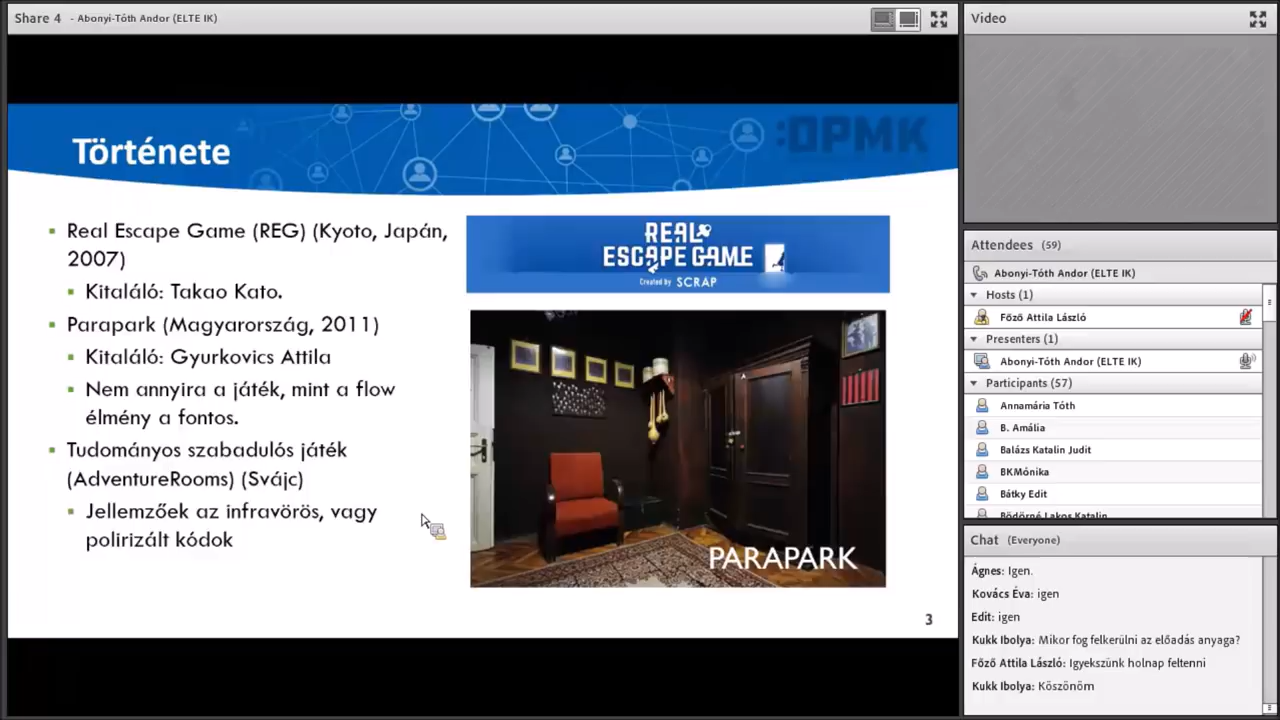 Share 4 - Abonyi-Tóth Andor (ELTE IK)
:OPMK
Története
Real Escape Game (REG) (Kyoto, Japán,
2007)
Kitaláló: Takao Kato.
Parapark (Magyarország, 2011)
Kitaláló: Gyurkovics Attila
Nem annyira a játék, mint a flow
élmény a fontos.
Tudományos szabadulós játék
(AdventureRooms) (Svájc)
Jellemzőek az infravörös, vagy
polirizált kódok
REAL
ESCAPE GAME
Created by SCRAP
PARAPARK
3
Video
Attendees (59)
Abonyi-Tóth Andor (ELTE IK)
Hosts (1)
Főző Attila László
Presenters (1)
Abonyi-Tóth Andor (ELTE IK)
Participants (57)
Annamária Tóth
B. Amália
Balázs Katalin Judit
BKMónika
Bátky Edit
Bödörné Lakos Katalin
Chat (Everyone)
Ágnes: Igen.
Kovács Éva: igen
Edit: igen
Kukk Ibolya: Mikor fog felkerülni az előadás anyaga?
Főző Attila László: Igyekszünk holnap feltenni
Kukk Ibolya: Köszönöm